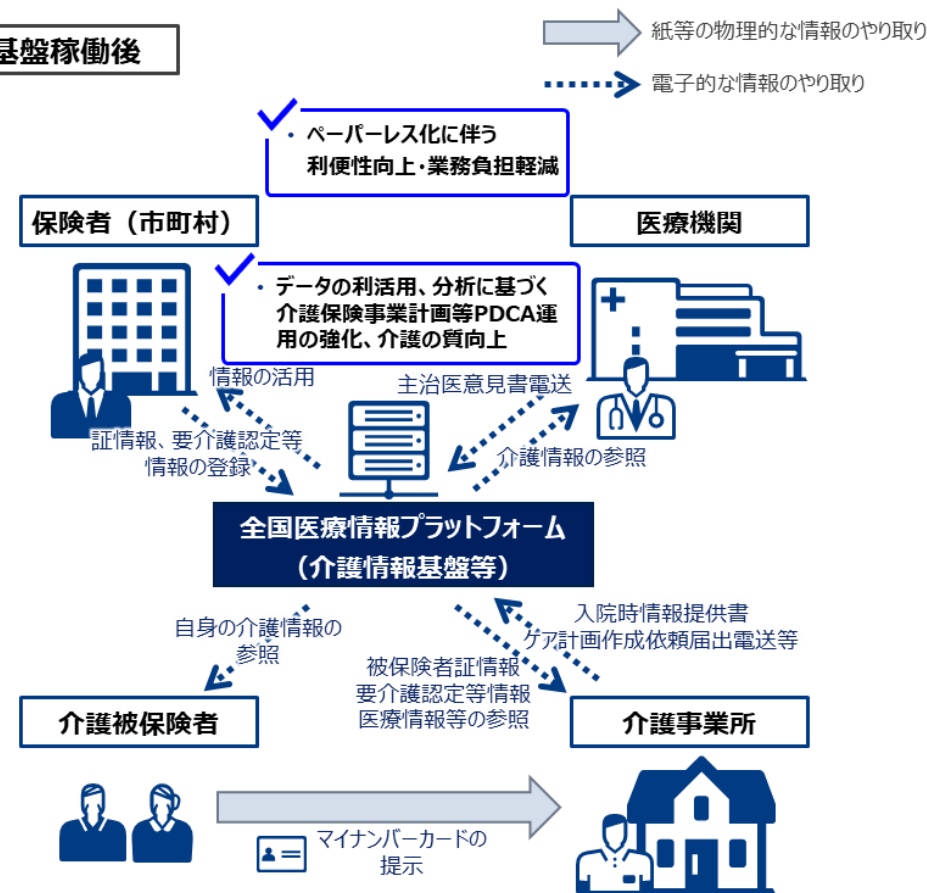 基盤稼働後
紙等の物理的な情報のやり取り
電子的な情報のやり取り
・ ペーパーレス化に伴う
利便性向上・業務負担軽減
保険者（市町村）
医療機関
・ データの利活用、分析に基づく
介護保険事業計画等PDCA運
用の強化、介護の質向上
情報の活用
主治医意見書電送
証情報、要介護認定等
情報の登録
介護情報の参照
全国医療情報プラットフォーム
（介護情報基盤等）
自身の介護情報の
参照
入院時情報提供書
ケア計画作成依頼届出電送等
被保険者証情報
要介護認定等情報
医療情報等の参照
介護被保険者
介護事業所
マイナンバーカードの
提示